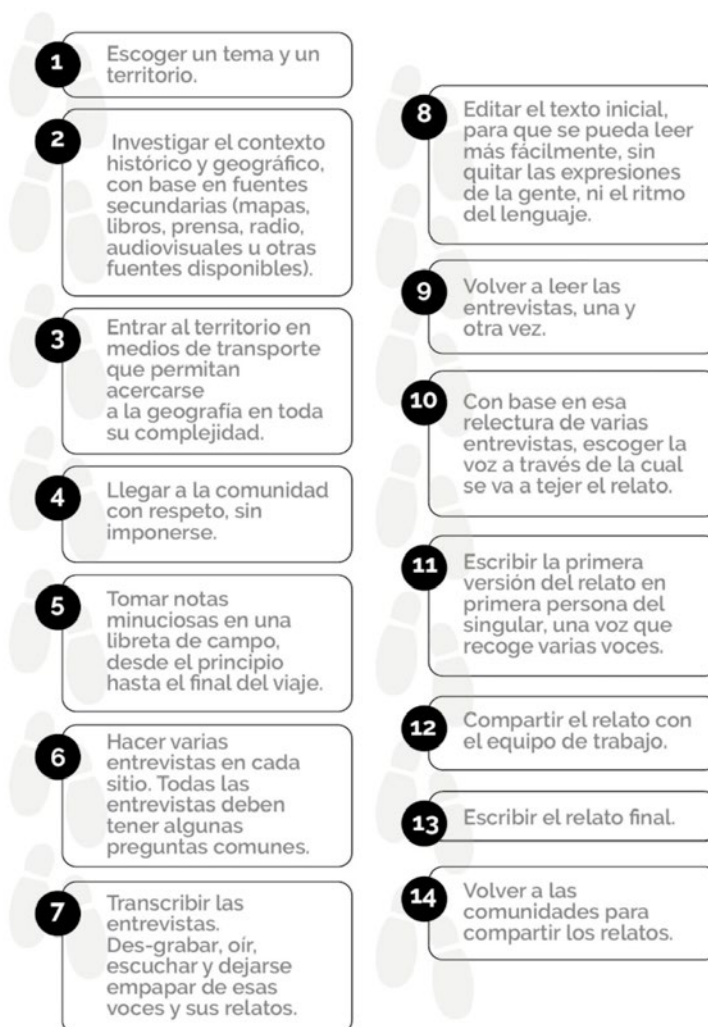 1
Escoger un tema y un
territorio.
2
Investigar el contexto
histórico y geográfico,
con base en fuentes
secundarias (mapas,
libros, prensa, radio,
audiovisuales u otras
fuentes disponibles).
3
Entrar al territorio en
medios de transporte
que permitan
acercarse
a la geografía en toda
su complejidad.
4
Llegar a la comunidad
con respeto, sin
imponerse.
5
Tomar notas
minuciosas en una
libreta de campo,
desde el principio
hasta el final del viaje.
6
Hacer varias
entrevistas en cada
sitio. Todas las
entrevistas deben
tener algunas
preguntas comunes.
7
Transcribir las
entrevistas.
Des-grabar, oír,
escuchar y dejarse
empapar de esas
voces y sus relatos.
8
Editar el texto inicial,
para que se pueda leer
más fácilmente, sin
quitar las expresiones
de la gente, ni el ritmo
del lenguaje.
9
Volver a leer las
entrevistas, una y
otra vez.
10
Con base en esa
relectura de varias
entrevistas, escoger la
voz a través de la cual
se va a tejer el relato.
11
Escribir la primera
versión del relato en
primera persona del
singular, una voz que
recoge varias voces.
12
Compartir el relato con
el equipo de trabajo.
13
Escribir el relato final.
14
Volver a las
comunidades para
compartir los relatos.